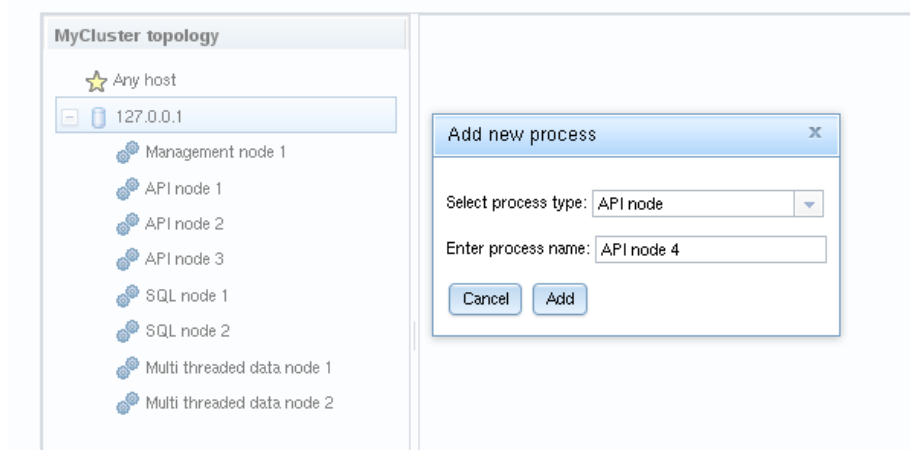 MyCluster topology
Any host
127.0.0.1
Management node 1
API node 1
API node 2
API node 3
SQL node 1
SQL node 2
Multi threaded data node 1
Multi threaded data node 2
Add new process x
Select process type: API node
Enter process name: API node 4
Cancel Add